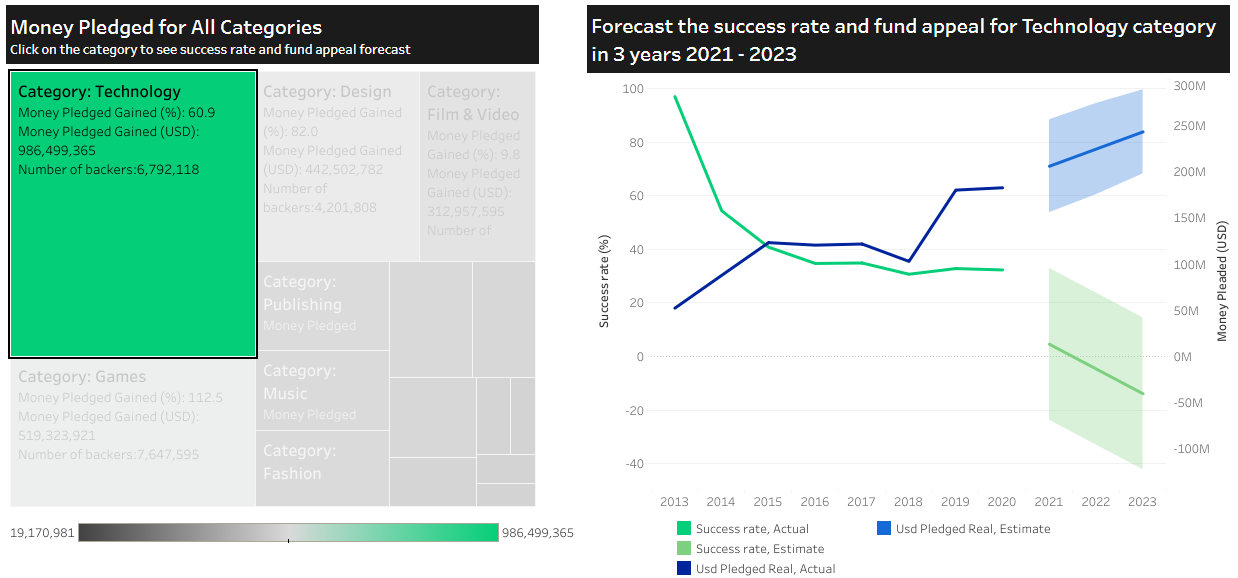 Money Pledged for All Categories
Click on the category to see success rate and fund appeal forecast
Category: Technology
Money Pledged Gained (%): 60.9
Money Pledged Gained (USD):
986,499,365
Number of backers:6,792,118
Category: Design
Money Pledged Gained
(%): 82.0
Money Pledged Gained
(USD): 442,502,782
Number of
backers:4,201,808
Category:
Film & Video
Money Pledged
Gained (%): 9.8
Money Pledged
Gained (USD):
312,957,595
Number of
Category:
Publishing
Money Pledged
Category:
Music
Money Pledged
Category:
Fashion
Category: Games
Money Pledged Gained (%): 112.5
Money Pledged Gained (USD):
519,323,921
Number of backers:7,647,595
19,170,981
986,499,365
Forecast the success rate and fund appeal for Technology category
in 3 years 2021 - 2023
Success rate (%)
100
80
60
40
20
0
-20
-40
300M
250M
200M
150M
100M
50M
0M
-50M
-100M
Money Pleaded (USD)
2013 2014 2015 2016 2017 2018 2019 2020 2021 2022 2023
Success rate, Actual
Success rate, Estimate
Usd Pledged Real, Actual
Usd Pledged Real, Estimate